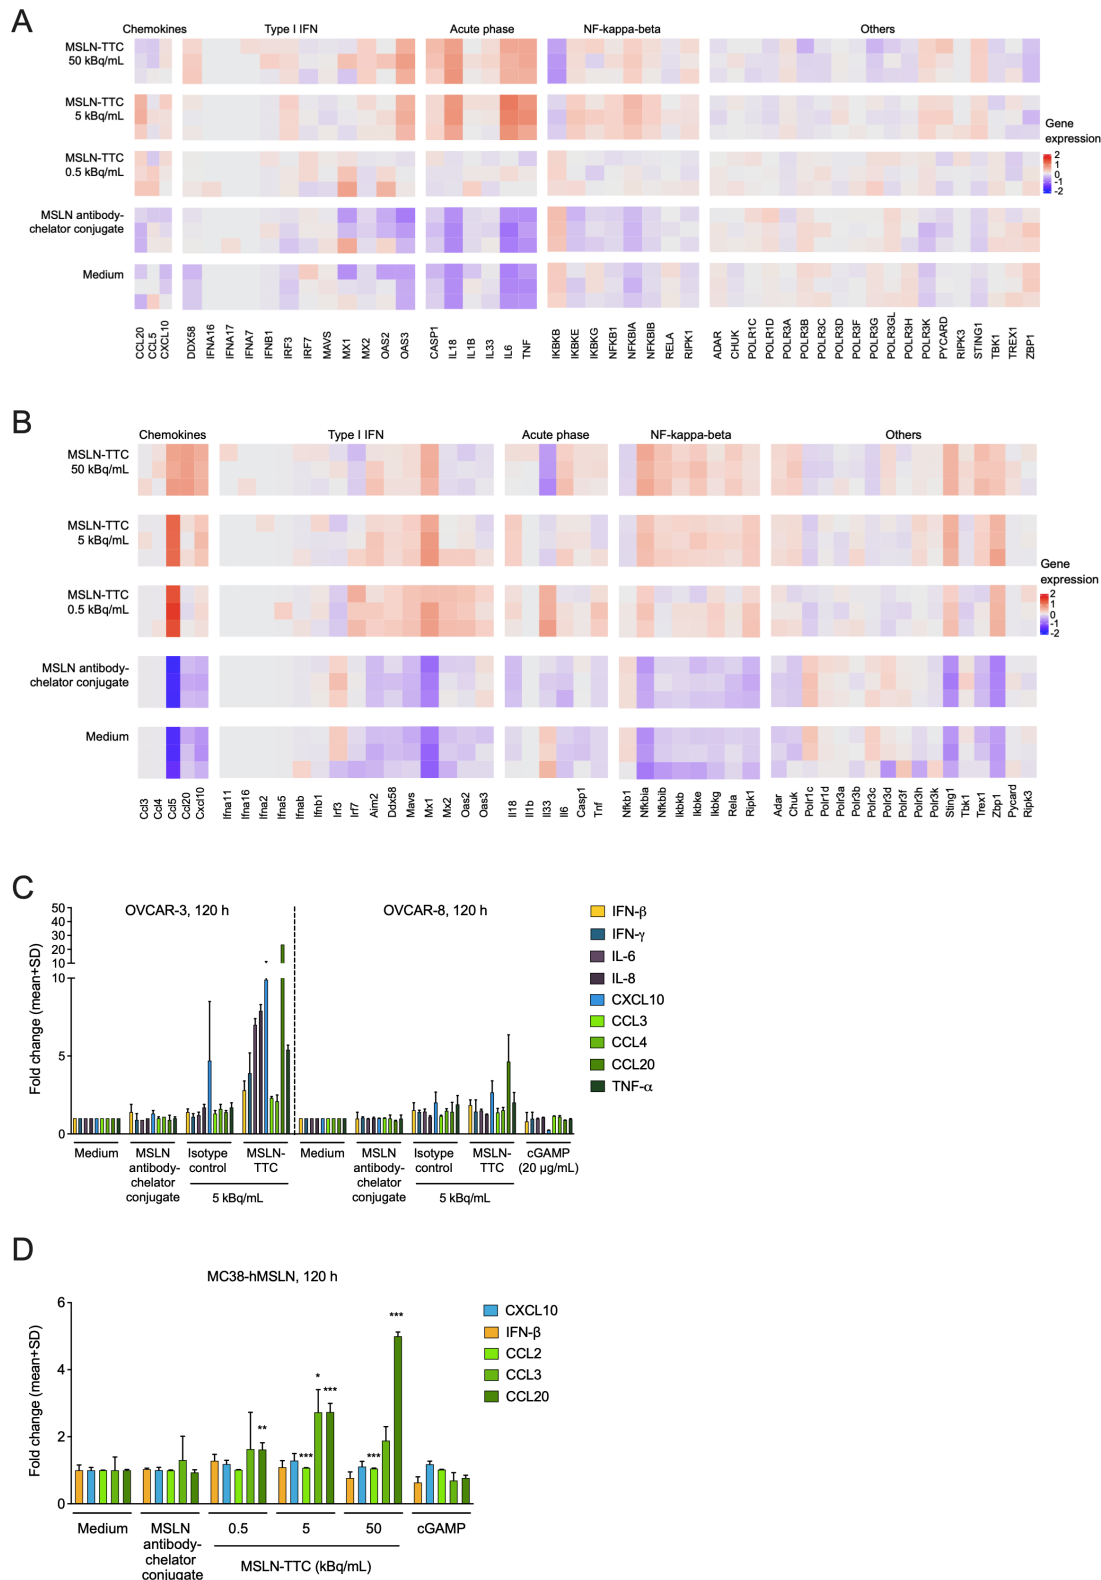 A
Chemokines Type I IFN Acute phase NF-kappa-beta Others
MSLN-TTC
50 kBq/mL
MSLN-TTC
5 kBq/mL
MSLN-TTC
0.5 kBq/mL
MSLN antibody-
chelator conjugate
Medium
Gene
expression
2
1
0
-1
-2
CCL20 CCL5 CXCL10 DDX58 IFNA16 IFNA17 IFNA7 IFNB1 IRF3 IRF7 MAVS MX1 MX2 OAS2 OAS3 CASP1 IL18 IL1B IL33 IL6 TNF IKBKB IKBKE IKBKG NFKB1 NFKBIA NFKBIB RELA RIPK1 ADAR CHUK POLR1C POLR1D POLR3A POLR3B POLR3C POLR3D POLR3F POLR3G POLR3GL POLR3H POLR3K PYCARD RIPK3 STING1 TBK1 TREX1 ZBP1
B
Chemokines Type I IFN Acute phase NF-kappa-beta Others
MSLN-TTC
50 kBq/mL
MSLN-TTC
5 kBq/mL
MSLN-TTC
0.5 kBq/mL
MSLN antibody-
chelator conjugate
Medium
Gene
expression
2
1
0
-1
-2
Ccl3 Ccl4 Ccl5 Ccl20 Cxcl10 Ifna11 Ifna16 Ifna2 Ifna5 Ifnab Ifnb1 Irf3 Irf7 Aim2 Ddx58 Mavs Mx1 Mx2 Oas2 Oas3 Il18 Il1b Il33 Il6 Casp1 Tnf Nfkb1 Nfkbia Nfkbib Ikbkb Ikbke Ikbkg Rela Ripk1 Adar Chuk Polr1c Polr1d Polr3a Polr3b Polr3c Polr3d Polr3f Polr3h Polr3k Sting1 Tbk1 Trex1 Zbp1 Pycard Ripk3
C
OVCAR-3, 120 h OVCAR-8, 120 h
Fold change (mean+SD)
50
40
30
20
10
10
5
0
*
IFN-β
IFN-γ
IL-6
IL-8
CXCL10
CCL3
CCL4
CCL20
TNF-α
Medium MSLN Isotype MSLN- Medium MSLN Isotype MSLN- cGAMP
antibody- control TTC antibody- control TTC (20 µg/mL)
chelator chelator
conjugate 5 kBq/mL conjugate 5 kBq/mL
D
MC38-hMSLN, 120 h
Fold change (mean+SD)
6
4
2
0
** *** * *** *** ***
CXCL10
IFN-β
CCL2
CCL3
CCL20
Medium MSLN 0.5 5 50 cGAMP
antibody-
chelator MSLN-TTC (kBq/mL)
conjugate